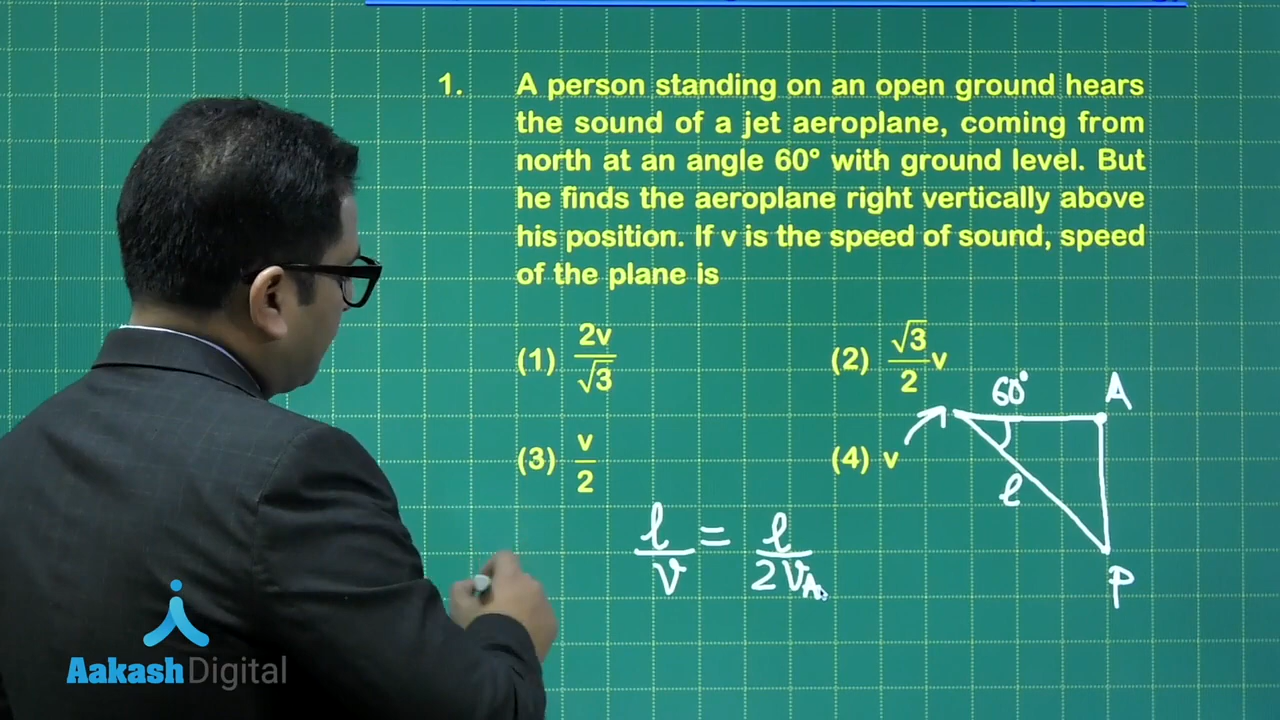 1. A person standing on an open ground hears
the sound of a jet aeroplane, coming from
north at an angle 60° with ground level. But
he finds the aeroplane right vertically above
his position. If v is the speed of sound, speed
of the plane is
(1) 2v/√3 (2) √3/2 v
(3) v/2 (4) v
60° A
l
P
l/v = l/2VA
AakashDigital